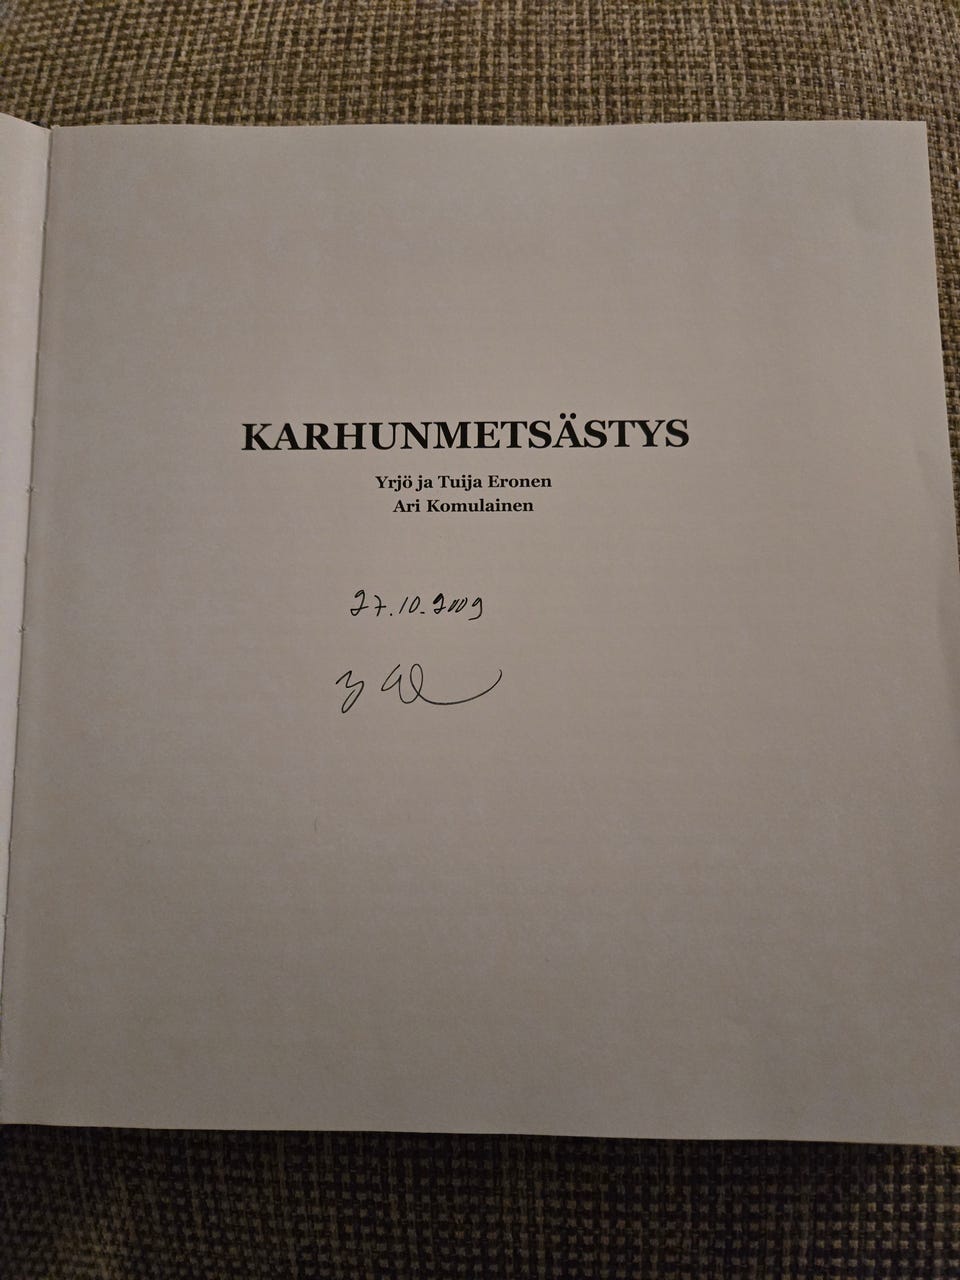 KARHUNMETSÄSTYS
Yrjö ja Tuija Eronen
Ari Komulainen
27.10.2009